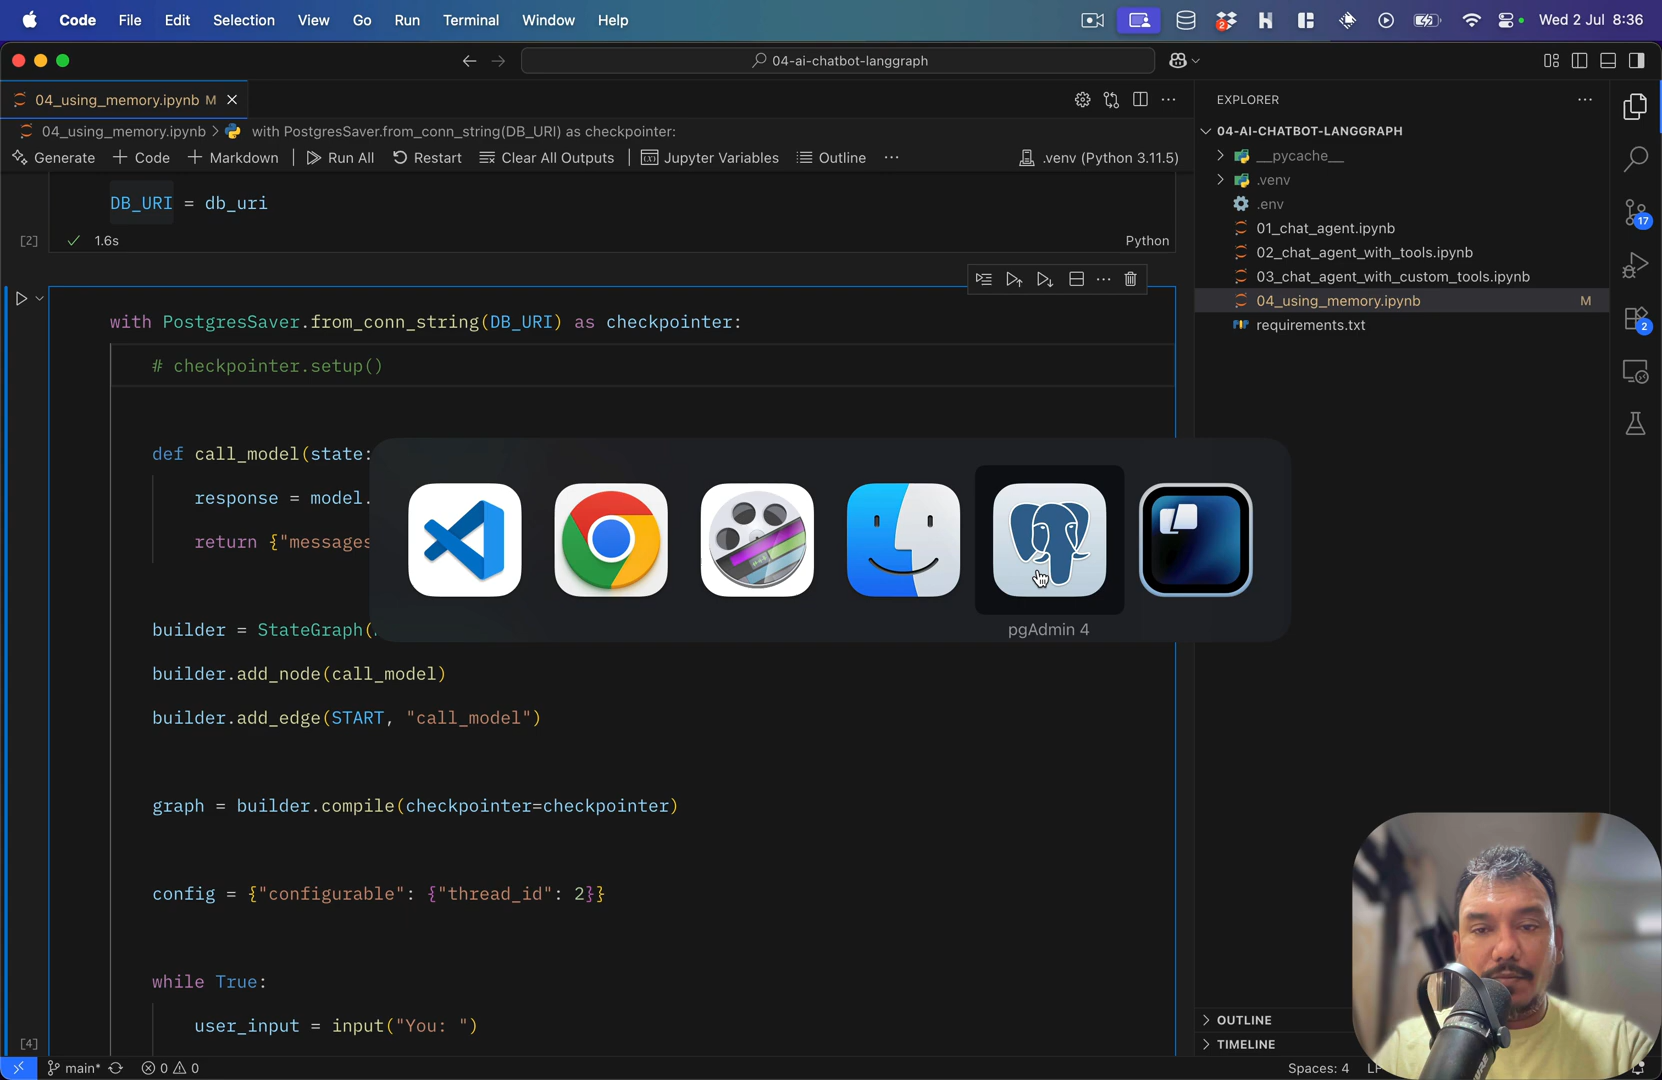 Code File Edit Selection View Go Run Terminal Window Help
2
Wed 2 Jul 8:36
04-ai-chatbot-langgraph
04_using_memory.ipynb M
04_using_memory.ipynb > with PostgresSaver.from_conn_string(DB_URI) as checkpointer:
Generate + Code + Markdown Run All Restart Clear All Outputs Jupyter Variables Outline ... .venv (Python 3.11.5)
DB_URI = db_uri
[2] ✓ 1.6s Python
with PostgresSaver.from_conn_string(DB_URI) as checkpointer:
# checkpointer.setup()
def call_model(state:
response = model.
return {"messages
pgAdmin 4
builder = StateGraph(
builder.add_node(call_model)
builder.add_edge(START, "call_model")
graph = builder.compile(checkpointer=checkpointer)
config = {"configurable": {"thread_id": 2}}
while True:
user_input = input("You: ")
[4]
EXPLORER
04-AI-CHATBOT-LANGGRAPH
__pycache__
.venv
.env
01_chat_agent.ipynb
02_chat_agent_with_tools.ipynb
03_chat_agent_with_custom_tools.ipynb
04_using_memory.ipynb M
requirements.txt
17
2
OUTLINE
TIMELINE
main* 0 0
Spaces: 4